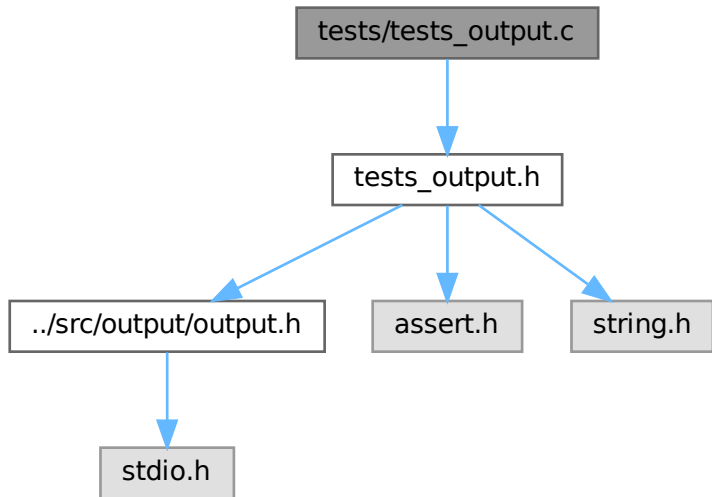 tests/tests_output.c
tests_output.h
../src/output/output.h
assert.h
string.h
stdio.h